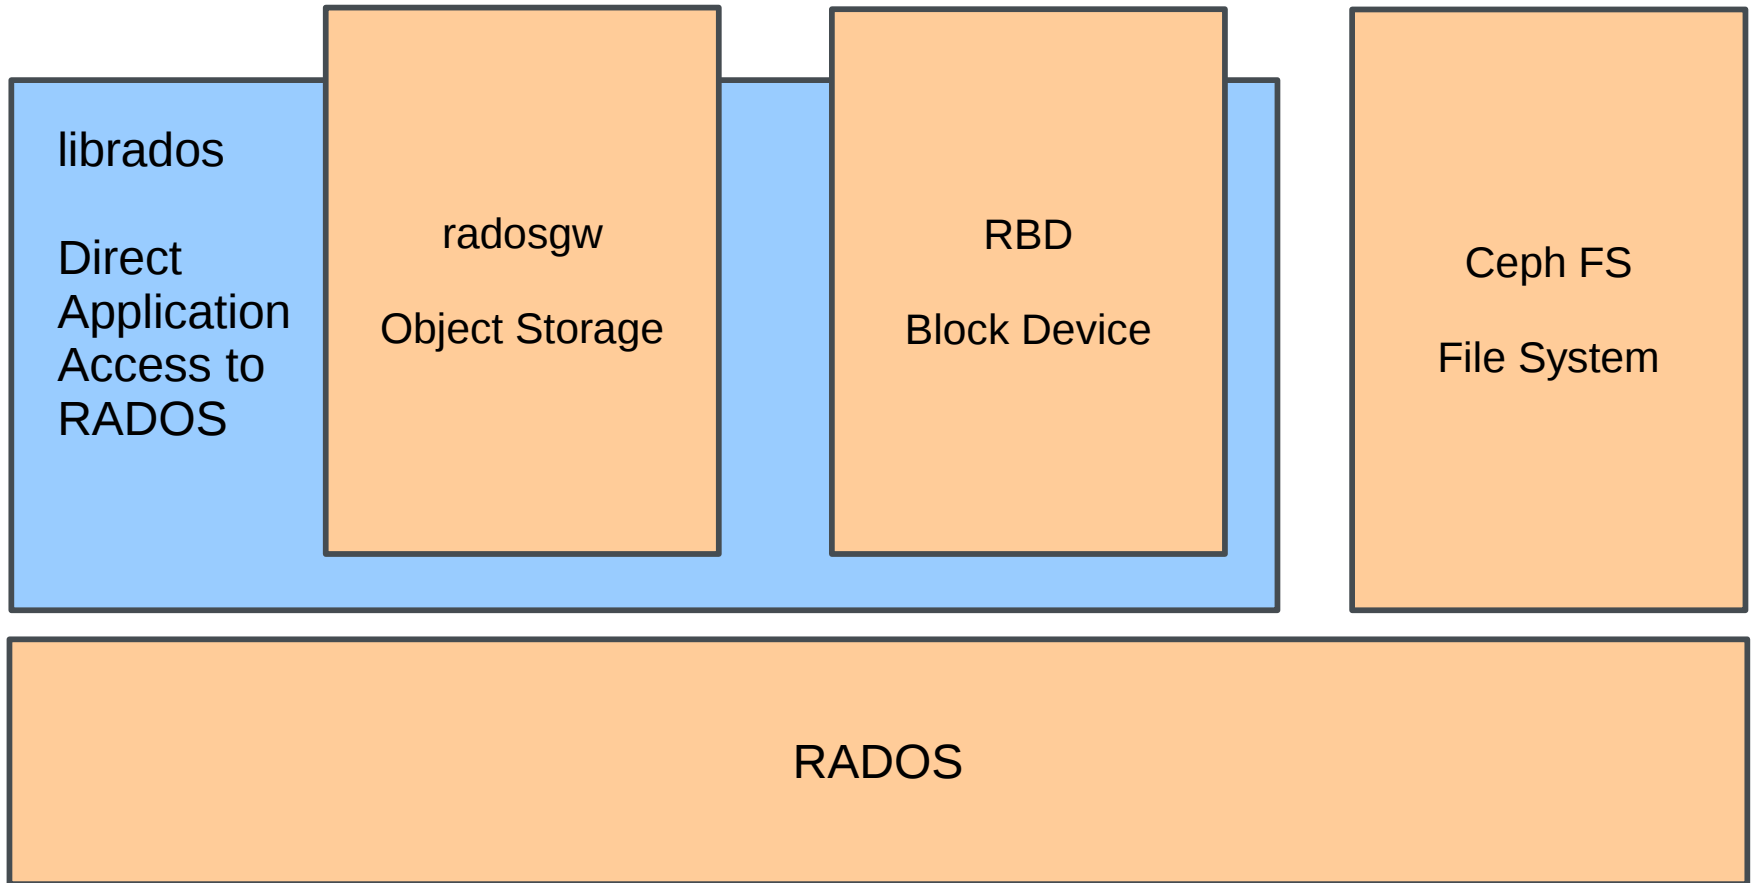 librados
Direct
Application
Access to
RADOS
radosgw
Object Storage
RBD
Block Device
Ceph FS
File System
RADOS